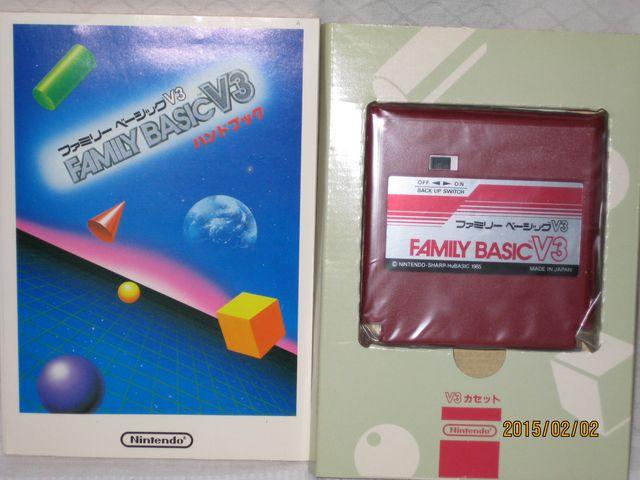 ファミリー ベーシックV3
FAMILY BASIC V3
ハンドブック
Nintendo®
OFF ◄ ► ON
BACK UP SWITCH
ファミリー ベーシックV3
FAMILY BASIC V3
© NINTENDO·SHARP·HuBASIC 1985
MADE IN JAPAN
V3 カセット
Nintendo®
2015/02/02